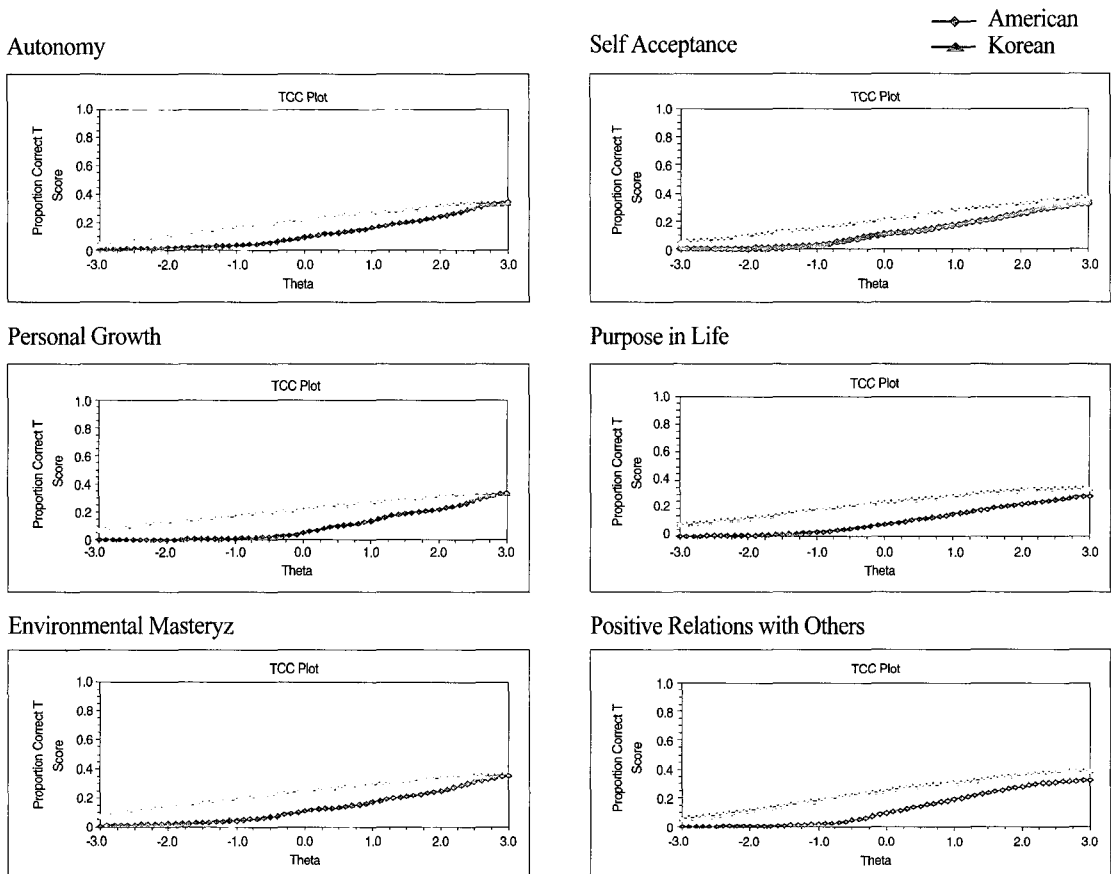 American
Korean
Autonomy
Self Acceptance
TCC Plot
Proportion Correct T
Score
1.0
0.8
0.6
0.4
0.2
0
-3.0 -2.0 -1.0 0.0 1.0 2.0 3.0
Theta
TCC Plot
Proportion Correct T
Score
1.0
0.8
0.6
0.4
0.2
0
-3.0 -2.0 -1.0 0.0 1.0 2.0 3.0
Theta
Personal Growth
Purpose in Life
TCC Plot
Proportion Correct T
Score
1.0
0.8
0.6
0.4
0.2
0
-3.0 -2.0 -1.0 0.0 1.0 2.0 3.0
Theta
TCC Plot
Proportion Correct T
Score
1.0
0.8
0.6
0.4
0.2
0
-3.0 -2.0 -1.0 0.0 1.0 2.0 3.0
Theta
Environmental Masteryz
Positive Relations with Others
TCC Plot
Proportion Correct T
Score
1.0
0.8
0.6
0.4
0.2
0
-3.0 -2.0 -1.0 0.0 1.0 2.0 3.0
Theta
TCC Plot
Proportion Correct T
Score
1.0
0.8
0.6
0.4
0.2
0
-3.0 -2.0 -1.0 0.0 1.0 2.0 3.0
Theta